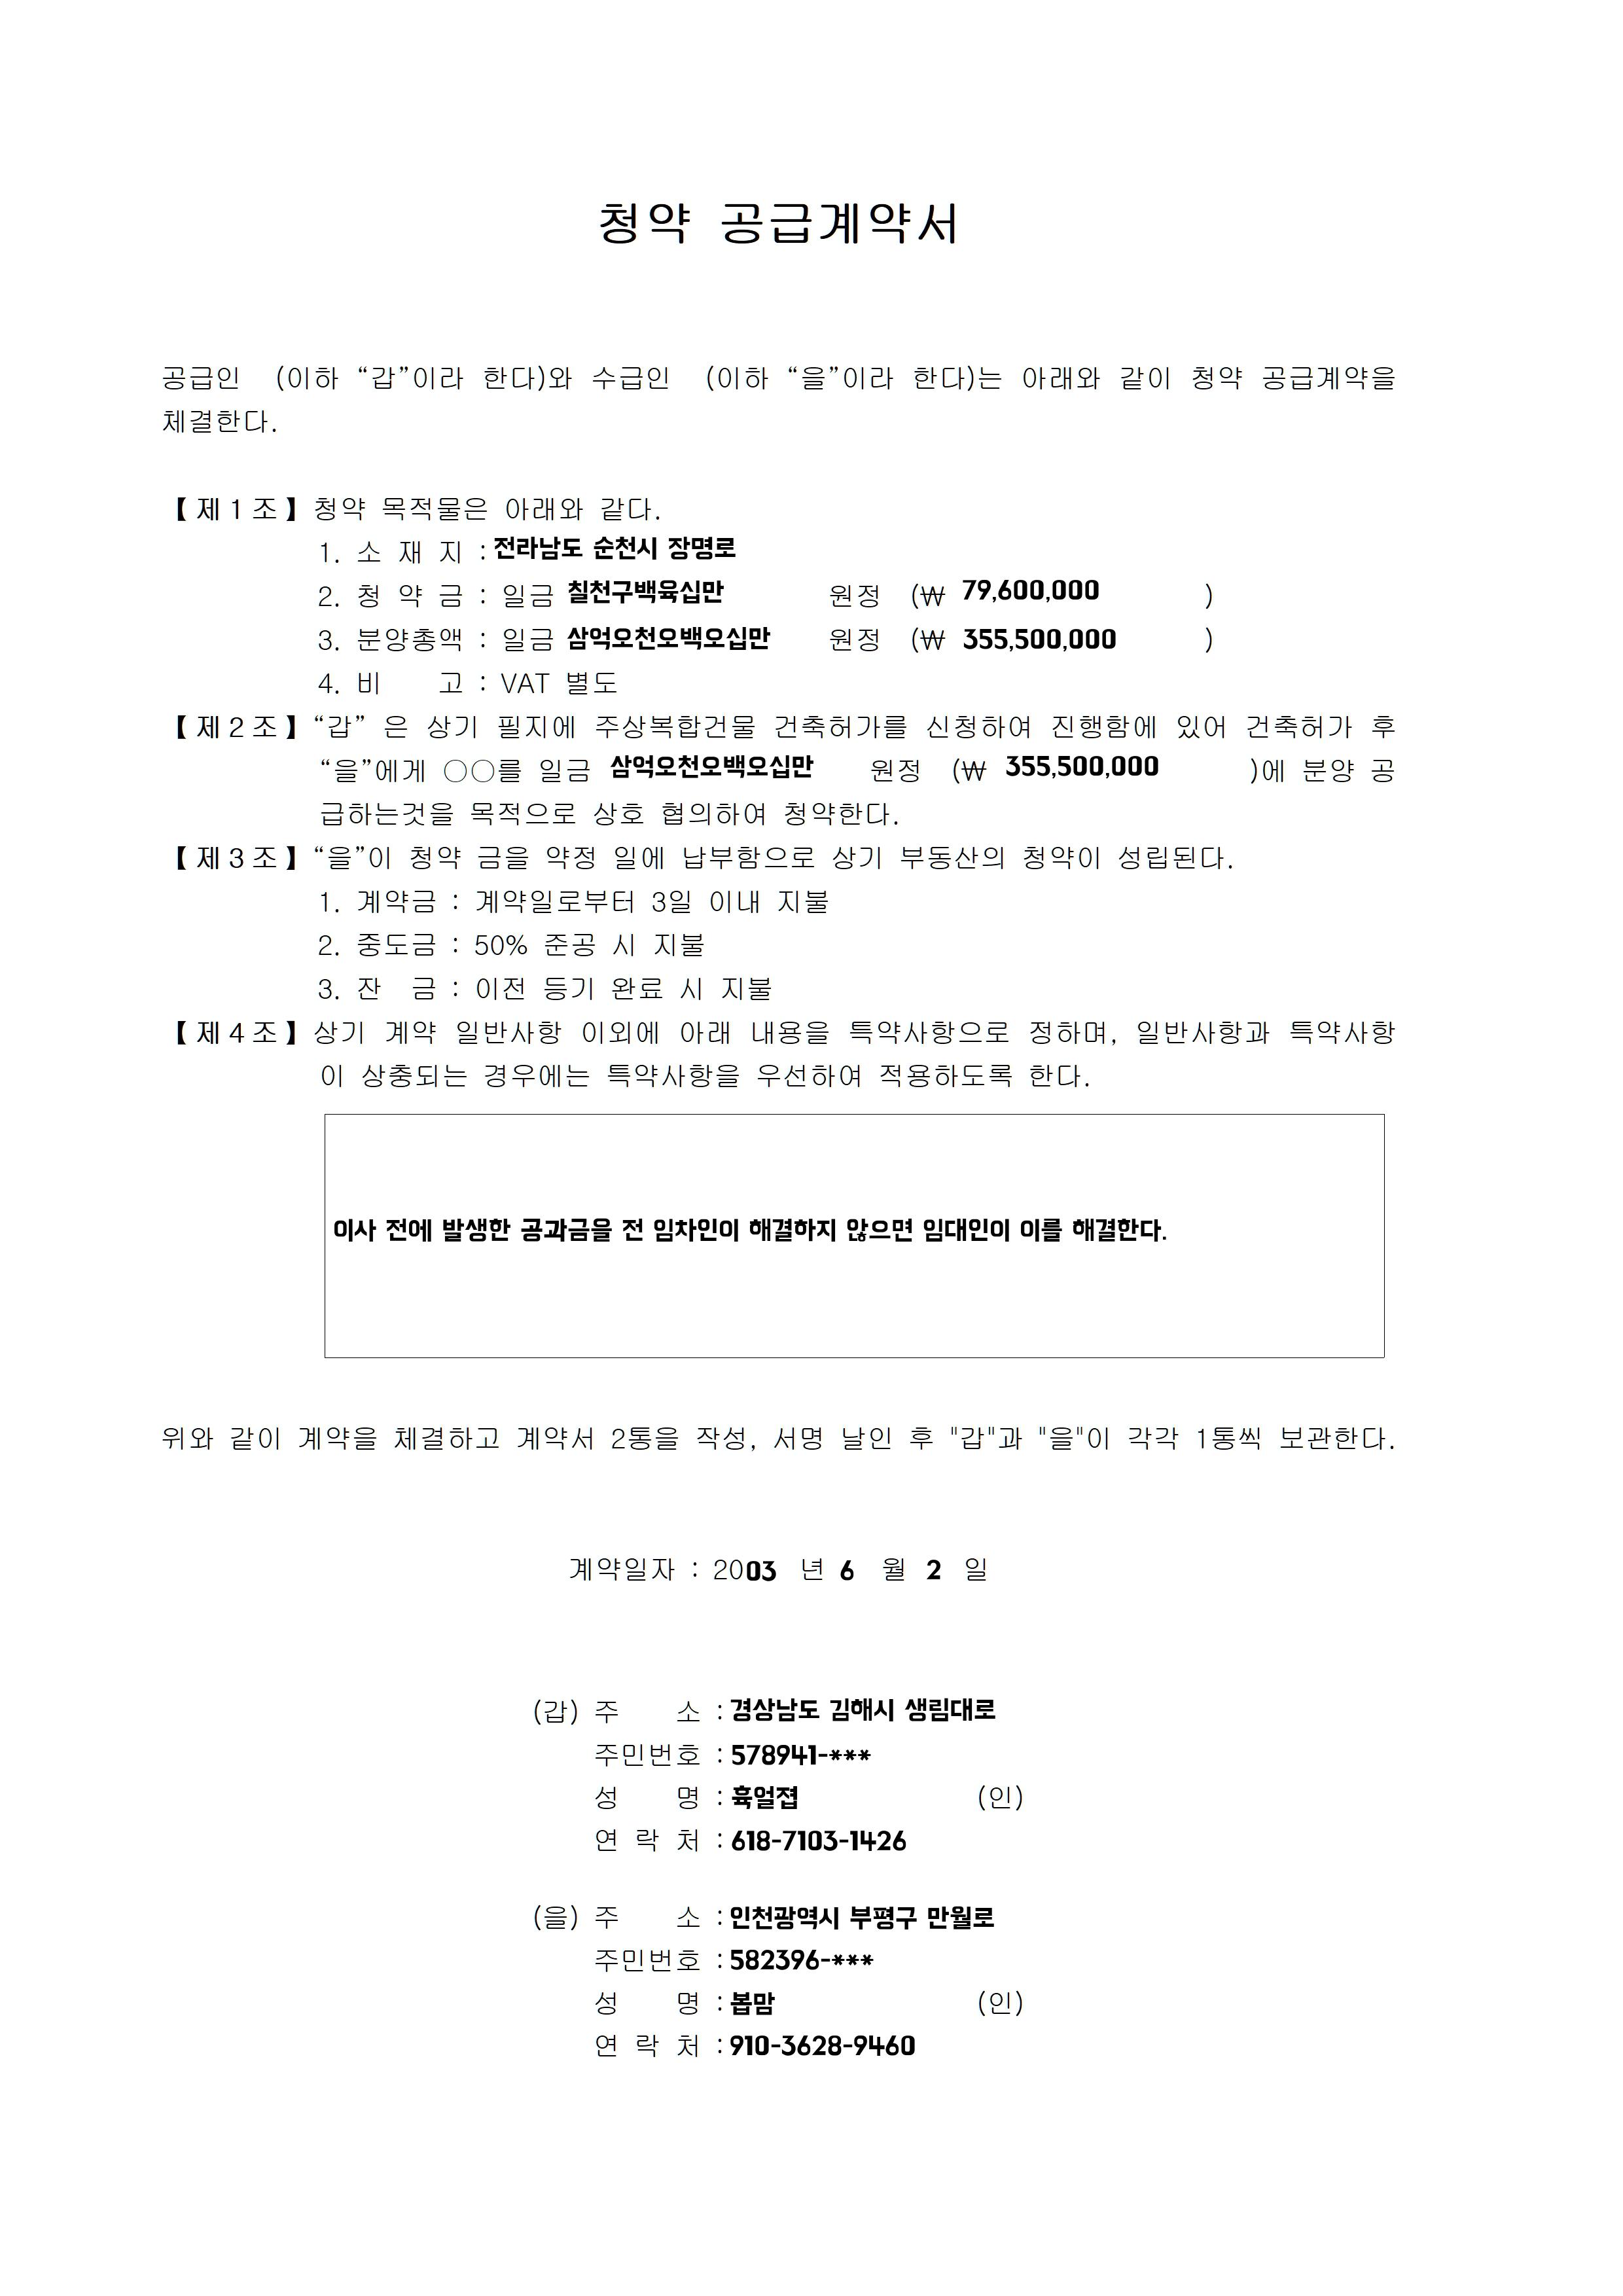 청약 공급계약서
공급인 (이하 “갑”이라 한다)와 수급인 (이하 “을”이라 한다)는 아래와 같이 청약 공급계약을
체결한다.
【제1조】청약 목적물은 아래와 같다.
1. 소 재 지 : 전라남도 순천시 장명로
2. 청 약 금 : 일금 칠천구백육십만 원정 (₩ 79,600,000 )
3. 분양총액 : 일금 삼억오천오백오십만 원정 (₩ 355,500,000 )
4. 비 고 : VAT 별도
【제2조】“갑” 은 상기 필지에 주상복합건물 건축허가를 신청하여 진행함에 있어 건축허가 후
“을”에게 ○○를 일금 삼억오천오백오십만 원정 (₩ 355,500,000 )에 분양 공
급하는것을 목적으로 상호 협의하여 청약한다.
【제3조】“을”이 청약 금을 약정 일에 납부함으로 상기 부동산의 청약이 성립된다.
1. 계약금 : 계약일로부터 3일 이내 지불
2. 중도금 : 50% 준공 시 지불
3. 잔 금 : 이전 등기 완료 시 지불
【제4조】상기 계약 일반사항 이외에 아래 내용을 특약사항으로 정하며, 일반사항과 특약사항
이 상충되는 경우에는 특약사항을 우선하여 적용하도록 한다.
이사 전에 발생한 공과금을 전 임차인이 해결하지 않으면 임대인이 이를 해결한다.
위와 같이 계약을 체결하고 계약서 2통을 작성, 서명 날인 후 "갑"과 "을"이 각각 1통씩 보관한다.
계약일자 : 2003 년 6 월 2 일
(갑) 주 소 : 경상남도 김해시 생림대로
주민번호 : 578941-***
성 명 : 육얼졉 (인)
연 락 처 : 618-7103-1426
(을) 주 소 : 인천광역시 부평구 만월로
주민번호 : 582396-***
성 명 : 봅맘 (인)
연 락 처 : 910-3628-9460